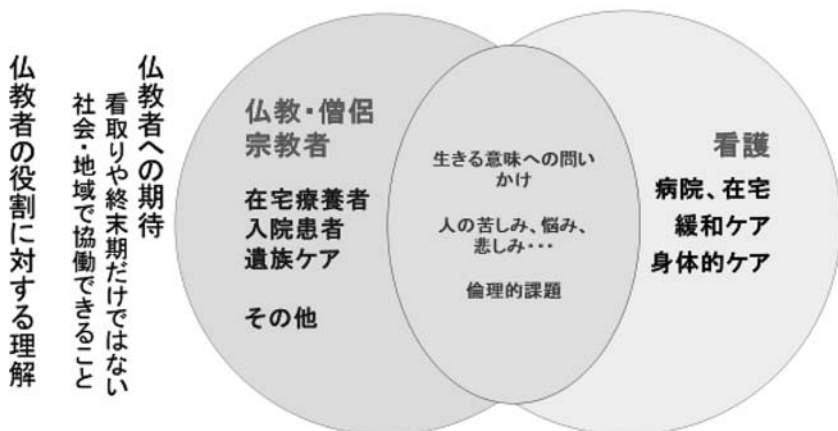 仏教者への期待
看取りや終末期だけではない
社会・地域で協働できること
仏教者の役割に対する理解
仏教・僧侶
宗教者
在宅療養者
入院患者
遺族ケア
その他
生きる意味への問い
かけ
人の苦しみ、悩み、
悲しみ・・・
倫理的課題
看護
病院、在宅
緩和ケア
身体的ケア